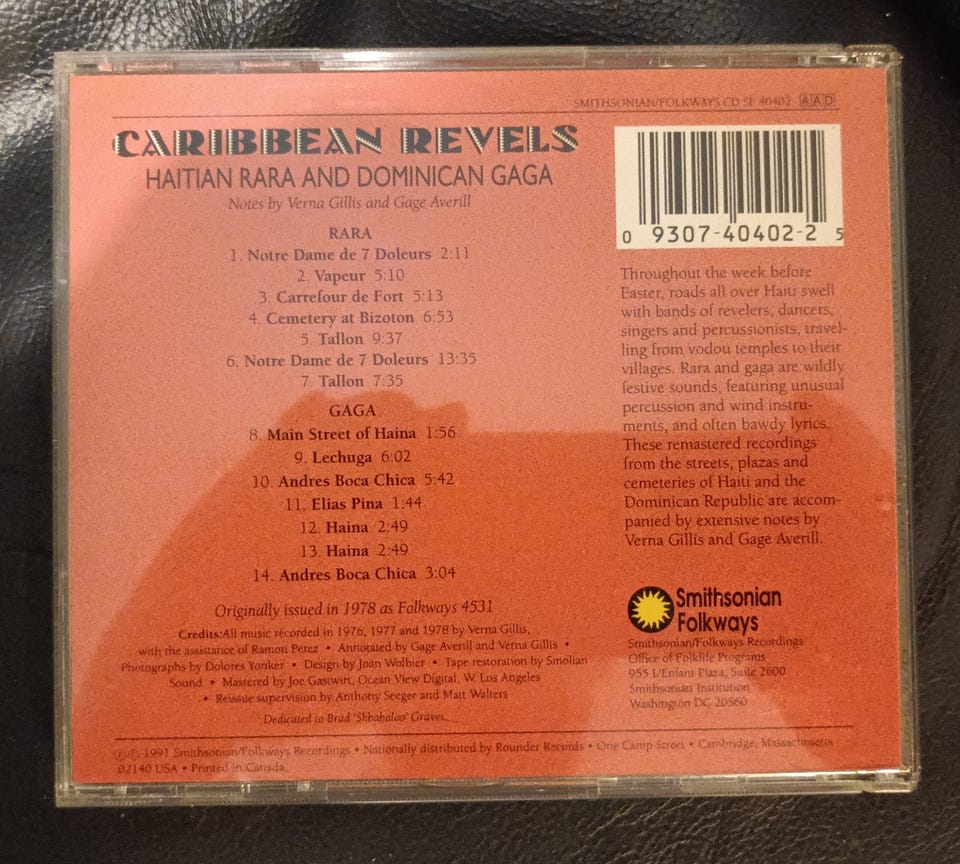 SMITHSONIAN/FOLKWAYS CD SF 40402 AAD
CARIBBEAN REVELS
HAITIAN RARA AND DOMINICAN GAGA
Notes by Verna Gillis and Gage Averill
RARA
1. Notre Dame de 7 Doleurs 2:11
2. Vapeur 5:10
3. Carrefour de Fort 5:13
4. Cemetery at Bizoton 6:53
5. Tallon 9:37
6. Notre Dame de 7 Doleurs 13:35
7. Tallon 7:35
GAGA
8. Main Street of Haina 1:56
9. Lechuga 6:02
10. Andres Boca Chica 5:42
11. Elias Pina 1:44
12. Haina 2:49
13. Haina 2:49
14. Andres Boca Chica 3:04
Originally issued in 1978 as Folkways 4531
Credits: All music recorded in 1976, 1977 and 1978 by Verna Gillis,
with the assistance of Ramon Perez • Annotated by Gage Averill and Verna Gillis •
Photographs by Dolores Yonker • Design by Joan Wolbier • Tape restoration by Smolian
Sound • Mastered by Joe Gastwirt, Ocean View Digital, W. Los Angeles
• Reissue supervision by Anthony Seeger and Matt Walters
Dedicated to Brad 'Shbabaloo' Graves.
0 9307-40402-2 5
Throughout the week before
Easter, roads all over Haiti swell
with bands of revelers, dancers,
singers and percussionists, travel-
ling from vodou temples to their
villages. Rara and gaga are wildly
festive sounds, featuring unusual
percussion and wind instru-
ments, and often bawdy lyrics.
These remastered recordings
from the streets, plazas and
cemeteries of Haiti and the
Dominican Republic are accom-
panied by extensive notes by
Verna Gillis and Gage Averill.
Smithsonian
Folkways
Smithsonian/Folkways Recordings
Office of Folklife Programs
955 L'Enfant Plaza, Suite 2600
Smithsonian Institution
Washington DC 20560
℗© 1991 Smithsonian/Folkways Recordings • Nationally distributed by Rounder Records • One Camp Street • Cambridge, Massachusetts
02140 USA • Printed in Canada.